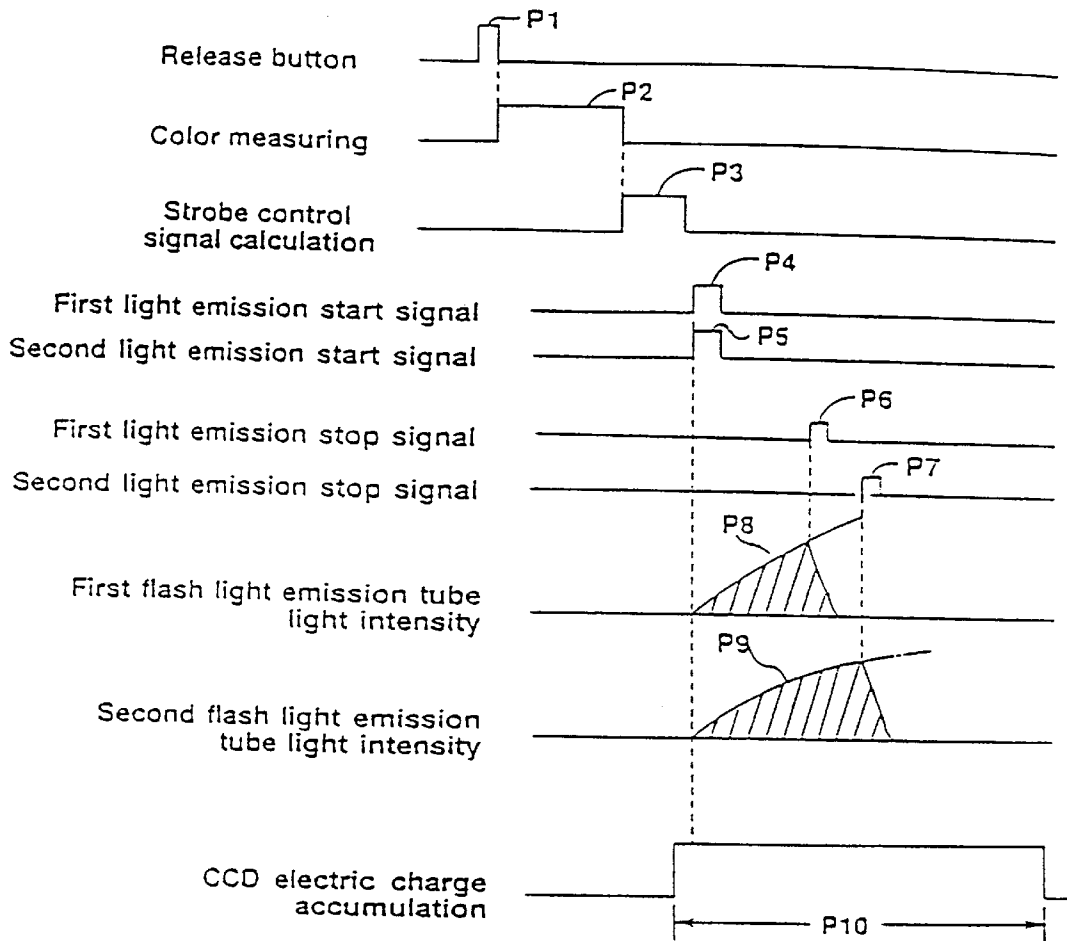 P1
Release button
P2
Color measuring
P3
Strobe control
signal calculation
P4
First light emission start signal
P5
Second light emission start signal
P6
First light emission stop signal
P7
Second light emission stop signal
P8
First flash light emission tube
light intensity
P9
Second flash light emission
tube light intensity
CCD electric charge
accumulation
P10